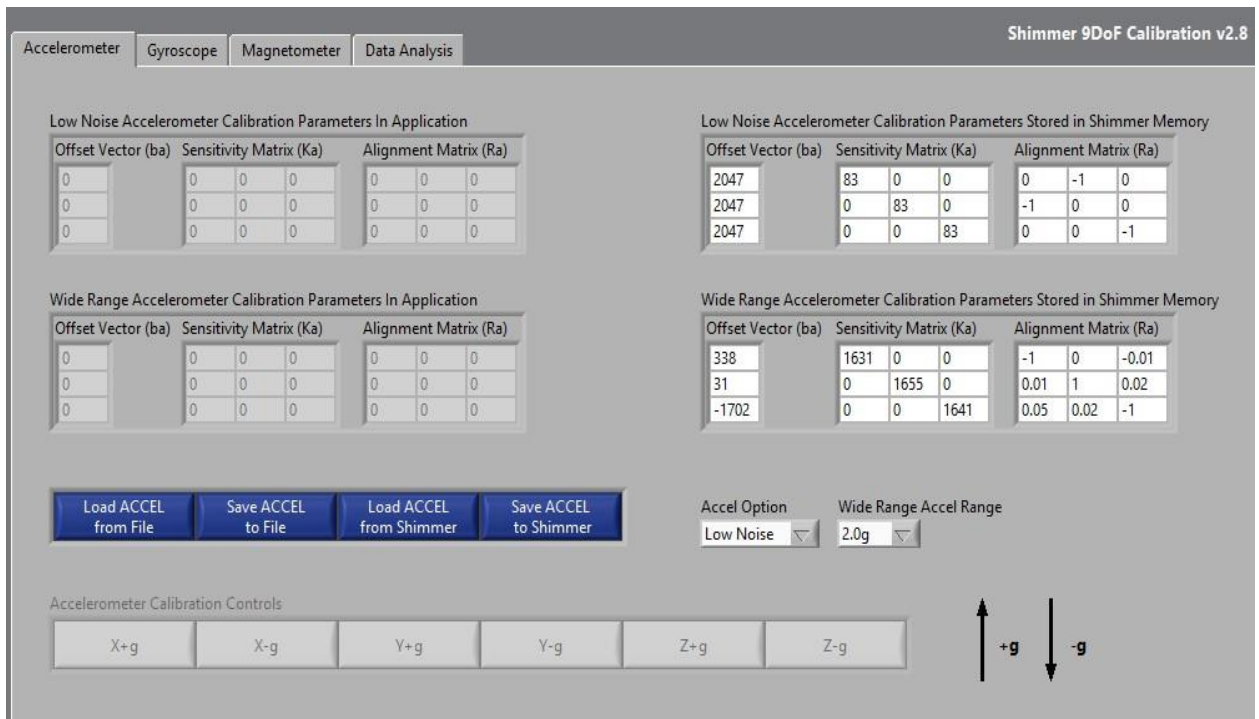 Shimmer 9DoF Calibration v2.8
Accelerometer Gyroscope Magnetometer Data Analysis
Low Noise Accelerometer Calibration Parameters In Application
Offset Vector (ba) Sensitivity Matrix (Ka) Alignment Matrix (Ra)
0 0 0 0 0 0 0
0 0 0 0 0 0 0
0 0 0 0 0 0 0
Low Noise Accelerometer Calibration Parameters Stored in Shimmer Memory
Offset Vector (ba) Sensitivity Matrix (Ka) Alignment Matrix (Ra)
2047 83 0 0 0 -1 0
2047 0 83 0 -1 0 0
2047 0 0 83 0 0 -1
Wide Range Accelerometer Calibration Parameters In Application
Offset Vector (ba) Sensitivity Matrix (Ka) Alignment Matrix (Ra)
0 0 0 0 0 0 0
0 0 0 0 0 0 0
0 0 0 0 0 0 0
Wide Range Accelerometer Calibration Parameters Stored in Shimmer Memory
Offset Vector (ba) Sensitivity Matrix (Ka) Alignment Matrix (Ra)
338 1631 0 0 -1 0 -0.01
31 0 1655 0 0.01 1 0.02
-1702 0 0 1641 0.05 0.02 -1
Load ACCEL from File
Save ACCEL to File
Load ACCEL from Shimmer
Save ACCEL to Shimmer
Accel Option Wide Range Accel Range
Low Noise 2.0g
Accelerometer Calibration Controls
X+g X-g Y+g Y-g Z+g Z-g
+g -g